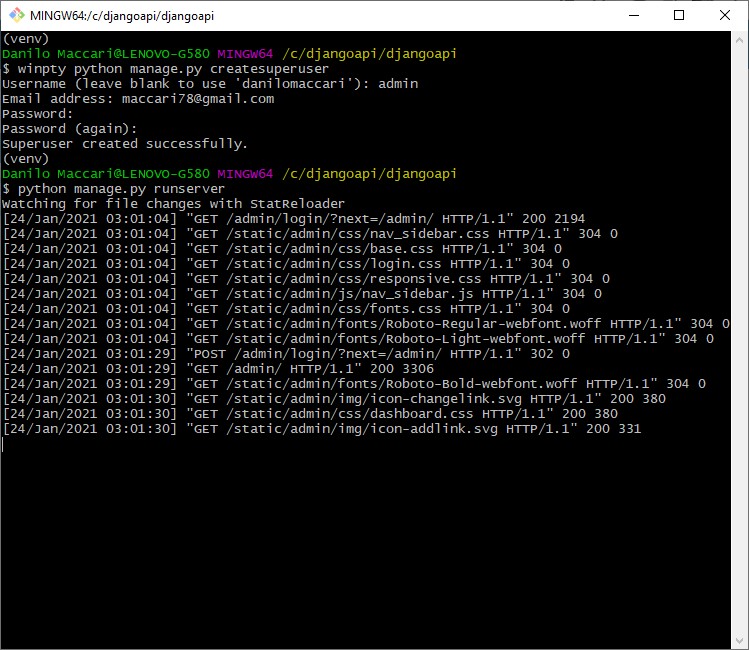 MINGW64:/c/djangoapi/djangoapi
(venv)
Danilo Maccari@LENOVO-G580 MINGW64 /c/djangoapi/djangoapi
$ winpty python manage.py createsuperuser
Username (leave blank to use 'danilomaccari'): admin
Email address: maccari78@gmail.com
Password:
Password (again):
Superuser created successfully.
(venv)
Danilo Maccari@LENOVO-G580 MINGW64 /c/djangoapi/djangoapi
$ python manage.py runserver
Watching for file changes with StatReloader
[24/Jan/2021 03:01:04] "GET /admin/login/?next=/admin/ HTTP/1.1" 200 2194
[24/Jan/2021 03:01:04] "GET /static/admin/css/nav_sidebar.css HTTP/1.1" 304 0
[24/Jan/2021 03:01:04] "GET /static/admin/css/base.css HTTP/1.1" 304 0
[24/Jan/2021 03:01:04] "GET /static/admin/css/login.css HTTP/1.1" 304 0
[24/Jan/2021 03:01:04] "GET /static/admin/css/responsive.css HTTP/1.1" 304 0
[24/Jan/2021 03:01:04] "GET /static/admin/js/nav_sidebar.js HTTP/1.1" 304 0
[24/Jan/2021 03:01:04] "GET /static/admin/css/fonts.css HTTP/1.1" 304 0
[24/Jan/2021 03:01:04] "GET /static/admin/fonts/Roboto-Regular-webfont.woff HTTP/1.1" 304 0
[24/Jan/2021 03:01:04] "GET /static/admin/fonts/Roboto-Light-webfont.woff HTTP/1.1" 304 0
[24/Jan/2021 03:01:29] "POST /admin/login/?next=/admin/ HTTP/1.1" 302 0
[24/Jan/2021 03:01:29] "GET /admin/ HTTP/1.1" 200 3306
[24/Jan/2021 03:01:29] "GET /static/admin/fonts/Roboto-Bold-webfont.woff HTTP/1.1" 304 0
[24/Jan/2021 03:01:30] "GET /static/admin/img/icon-changelink.svg HTTP/1.1" 200 380
[24/Jan/2021 03:01:30] "GET /static/admin/css/dashboard.css HTTP/1.1" 200 380
[24/Jan/2021 03:01:30] "GET /static/admin/img/icon-addlink.svg HTTP/1.1" 200 331